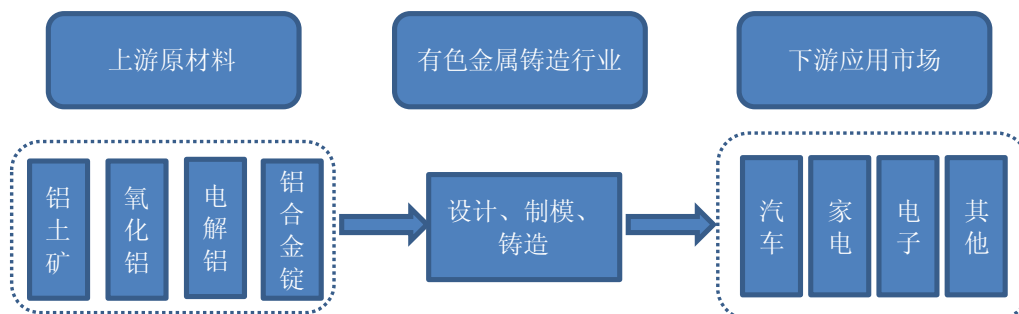 上游原材料
有色金属铸造行业
下游应用市场
铝土矿
氧化铝
电解铝
铝合金锭
设计、制模、
铸造
汽车
家电
电子
其他